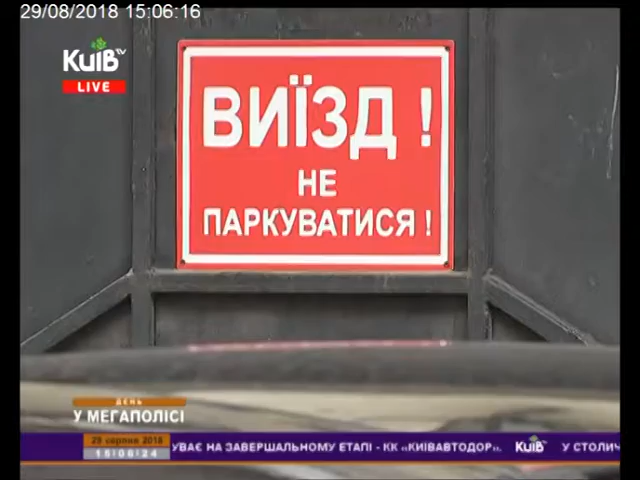 29/08/2018 15:06:16
КиїВ TV
LIVE
ВИЇЗД !
НЕ
ПАРКУВАТИСЯ !
ДЕНЬ
У МЕГАПОЛІСІ
29 серпня 2018
15:06:24
УВАЄ НА ЗАВЕРШАЛЬНОМУ ЕТАПІ - КК «КИЇВАВТОДОР». КиїВ У СТОЛИЧ